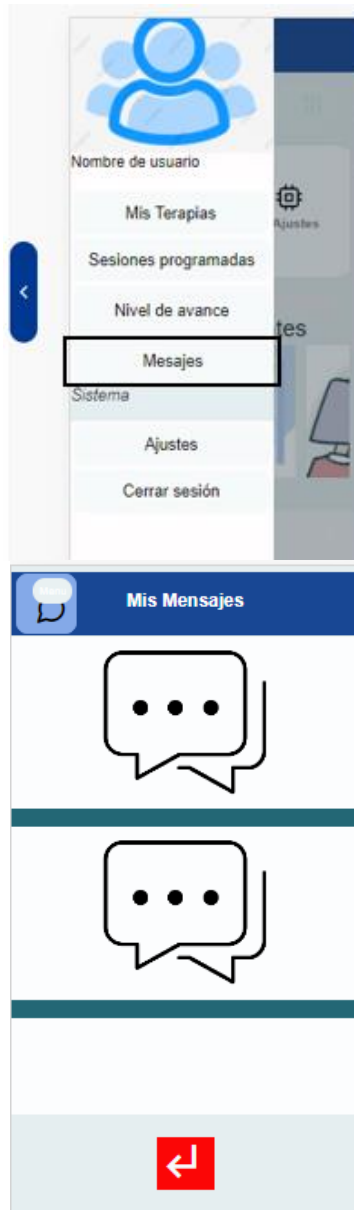 Nombre de usuario
Mis Terapias
Ajustes
Sesiones programadas
Nivel de avance
tes
Mesajes
Sistema
Ajustes
Cerrar sesión
Mis Mensajes